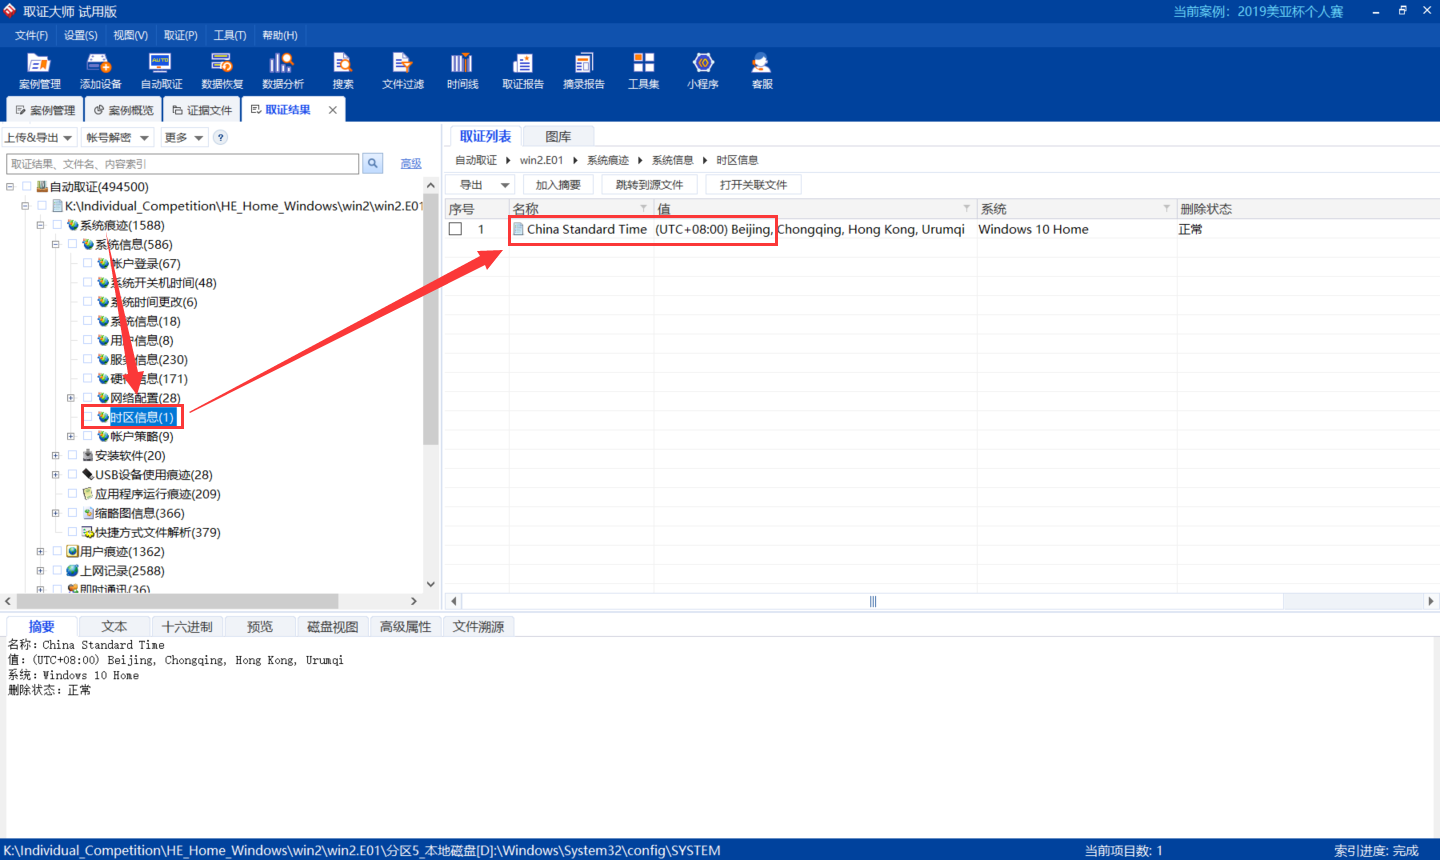 取证大师 试用版
当前案例：2019美亚杯个人赛
文件(F) 设置(S) 视图(V) 取证(P) 工具(T) 帮助(H)
案例管理 添加设备 自动取证 数据恢复 数据分析 搜索 文件过滤 时间线 取证报告 摘录报告 工具集 小程序 客服
案例管理 案例概览 证据文件 取证结果
上传&导出 帐号解密 更多 ?
取证结果、文件名、内容索引 高级
自动取证(494500)
K:\Individual_Competition\HE_Home_Windows\win2\win2.E01
系统痕迹(1588)
系统信息(586)
帐户登录(67)
系统开关机时间(48)
系统时间更改(6)
系统信息(18)
用户信息(8)
服务信息(230)
硬件信息(171)
网络配置(28)
时区信息(1)
帐户策略(9)
安装软件(20)
USB设备使用痕迹(28)
应用程序运行痕迹(209)
缩略图信息(366)
快捷方式文件解析(379)
用户痕迹(1362)
上网记录(2588)
即时通讯(36)
取证列表 图库
自动取证 win2.E01 系统痕迹 系统信息 时区信息
导出 加入摘要 跳转到源文件 打开关联文件
序号 名称 值 系统 删除状态
1 China Standard Time (UTC+08:00) Beijing, Chongqing, Hong Kong, Urumqi Windows 10 Home 正常
摘要 文本 十六进制 预览 磁盘视图 高级属性 文件溯源
名称：China Standard Time
值：(UTC+08:00) Beijing, Chongqing, Hong Kong, Urumqi
系统：Windows 10 Home
删除状态：正常
K:\Individual_Competition\HE_Home_Windows\win2\win2.E01\分区5_本地磁盘[D]:\Windows\System32\config\SYSTEM
当前项目数: 1
索引进度: 完成